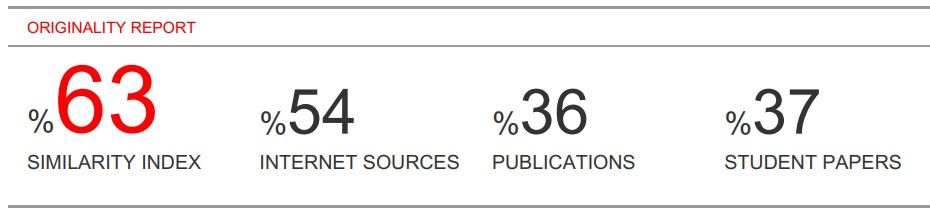 ORIGINALITY REPORT
%63 %54 %36 %37
SIMILARITY INDEX INTERNET SOURCES PUBLICATIONS STUDENT PAPERS